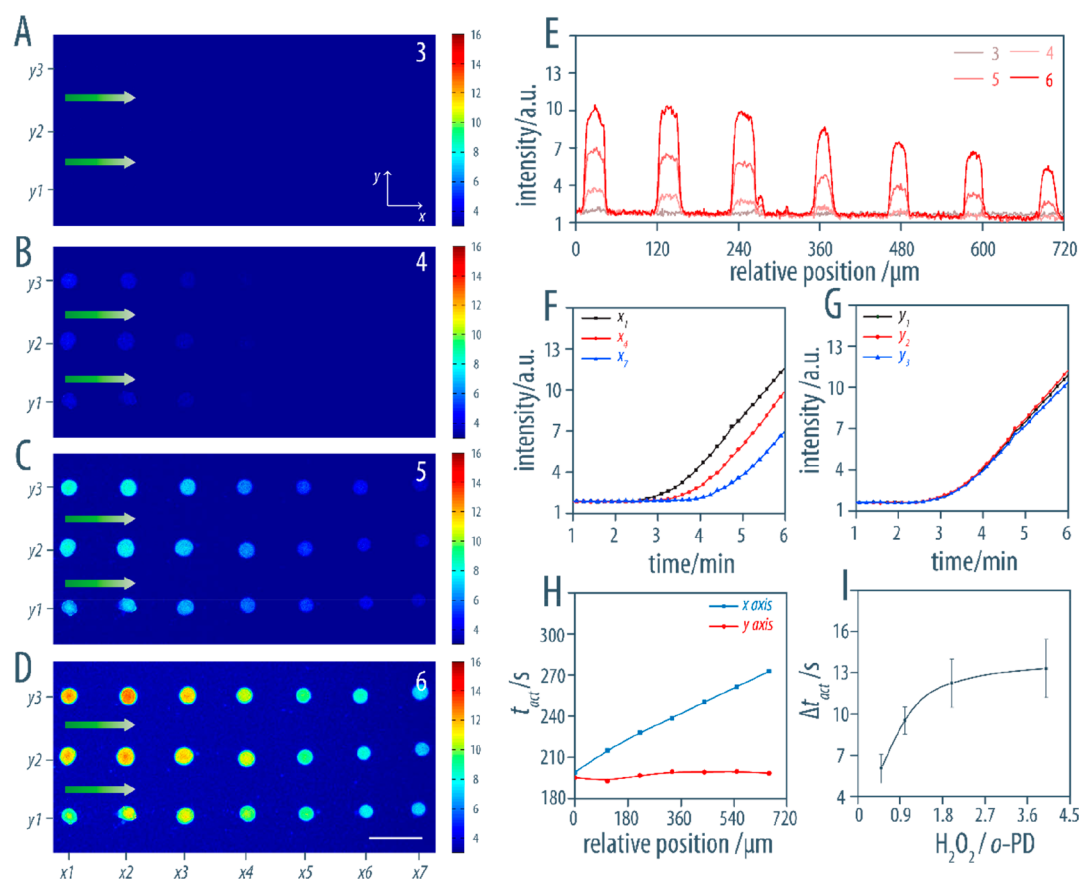 A
3
y3
y2
y1
y
x
16
14
12
10
8
6
4
B
4
y3
y2
y1
16
14
12
10
8
6
4
C
5
y3
y2
y1
16
14
12
10
8
6
4
D
6
y3
y2
y1
16
14
12
10
8
6
4
x1 x2 x3 x4 x5 x6 x7
E
3 4
5 6
intensity/a.u.
13
10
7
4
1
0 120 240 360 480 600 720
relative position /µm
F
x1
x4
x7
intensity/a.u.
13
10
7
4
1
1 2 3 4 5 6
time/min
G
y1
y2
y3
intensity /a.u.
13
10
7
4
1
1 2 3 4 5 6
time/min
H
x axis
y axis
tact /s
300
270
240
210
180
0 180 360 540 720
relative position /µm
I
Δtact /s
16
13
10
7
4
0.0 0.9 1.8 2.7 3.6 4.5
H2O2 / o-PD